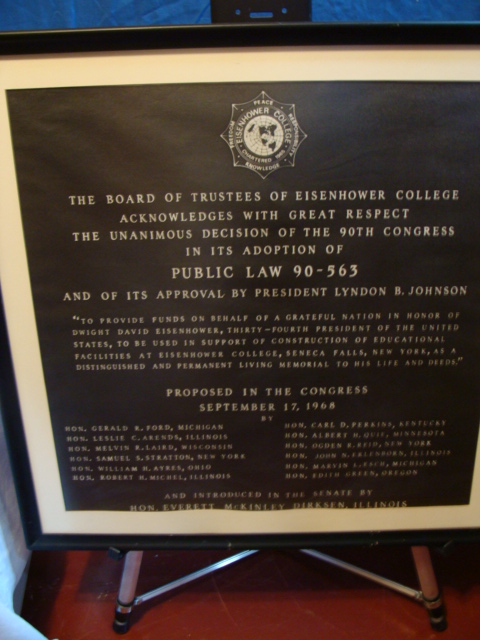 PEACE
FREEDOM
EISENHOWER COLLEGE
CHARTERED
KNOWLEDGE
THE BOARD OF TRUSTEES OF EISENHOWER COLLEGE
ACKNOWLEDGES WITH GREAT RESPECT
THE UNANIMOUS DECISION OF THE 90TH CONGRESS
IN ITS ADOPTION OF
PUBLIC LAW 90-563
AND OF ITS APPROVAL BY PRESIDENT LYNDON B. JOHNSON
"TO PROVIDE FUNDS ON BEHALF OF A GRATEFUL NATION IN HONOR OF
DWIGHT DAVID EISENHOWER, THIRTY-FOURTH PRESIDENT OF THE UNITED
STATES, TO BE USED IN SUPPORT OF CONSTRUCTION OF EDUCATIONAL
FACILITIES AT EISENHOWER COLLEGE, SENECA FALLS, NEW YORK, AS A
DISTINGUISHED AND PERMANENT LIVING MEMORIAL TO HIS LIFE AND DEEDS."
PROPOSED IN THE CONGRESS
SEPTEMBER 17, 1968
BY
HON. GERALD R. FORD, MICHIGAN
HON. LESLIE C. ARENDS, ILLINOIS
HON. MELVIN R. LAIRD, WISCONSIN
HON. SAMUEL S. STRATTON, NEW YORK
HON. WILLIAM H. AYRES, OHIO
HON. ROBERT H. MICHEL, ILLINOIS
HON. CARL D. PERKINS, KENTUCKY
HON. ALBERT H. QUIE, MINNESOTA
HON. OGDEN R. REID, NEW YORK
HON. JOHN N. ERLENBORN, ILLINOIS
HON. MARVIN L. ESCH, MICHIGAN
HON. EDITH GREEN, OREGON
AND INTRODUCED IN THE SENATE BY
HON. EVERETT McKINLEY DIRKSEN, ILLINOIS